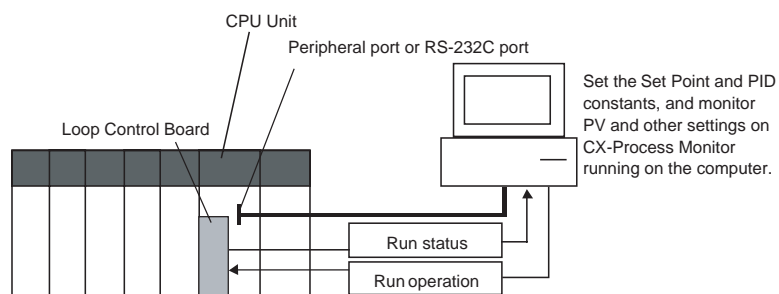 CPU Unit
Peripheral port or RS-232C port
Loop Control Board
Set the Set Point and PID
constants, and monitor
PV and other settings on
CX-Process Monitor
running on the computer.
Run status
Run operation